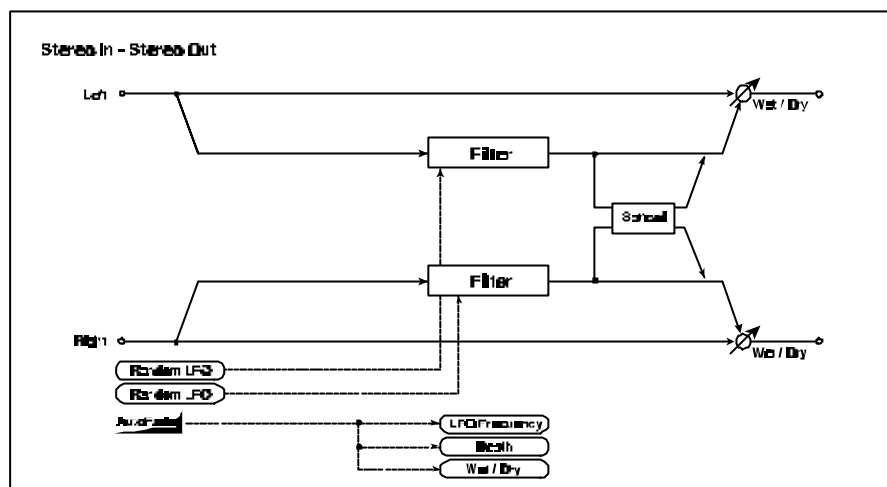 Stereo In - Stereo Out
Left
Wet / Dry
Filter
Filter
Right
Wet / Dry
Random LFO
Random LFO
LFO Frequency
Depth
Wet / Dry